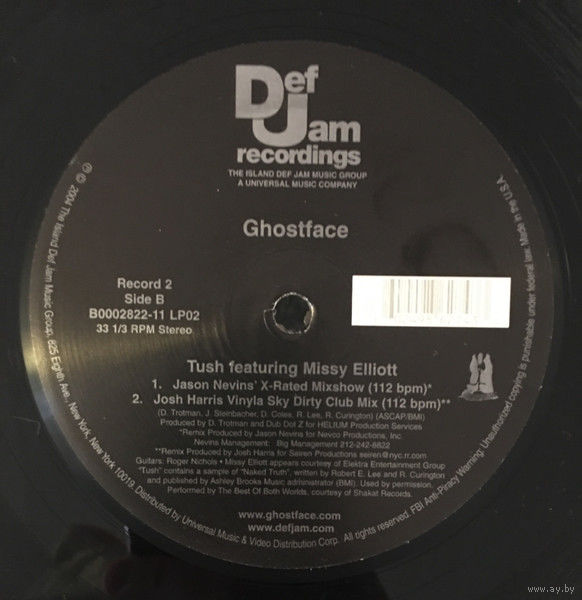 Def
Jam
recordings
THE ISLAND DEF JAM MUSIC GROUP
A UNIVERSAL MUSIC COMPANY
Ghostface
Record 2
Side B
B0002822-11 LP02
33 1/3 RPM Stereo
Tush featuring Missy Elliott
1. Jason Nevins' X-Rated Mixshow (112 bpm)*
2. Josh Harris Vinyla Sky Dirty Club Mix (112 bpm)**
(D. Trotman, J. Steinbacher, D. Coles, R. Lee, R. Curington) (ASCAP/BMI)
Produced by D. Trotman and Dub Dot Z for HELIUM Production Services
*Remix Produced by Jason Nevins for Nevco Productions, Inc.
Nevins Management: Big Management 212-242-6822
**Remix Produced by Josh Harris for Seiren Productions seiren@nyc.rr.com
Guitars: Roger Nichols • Missy Elliott appears courtesy of Elektra Entertainment Group
"Tush" contains a sample of "Naked Truth", written by Robert E. Lee and R. Curington
and published by Ashley Brooks Music adriministrator (BMI). Used by permission.
Performed by The Best Of Both Worlds, courtesy of Shakat Records.
www.ghostface.com
www.defjam.com
℗ © 2004 The Island Def Jam Music Group, 825 Eighth Ave., New York, New York 10019. Distributed by Universal Music & Video Distribution Corp. All rights reserved. FBI Anti-Piracy Warning: Unauthorized copying is punishable under federal law. Made in the U.S.A.
www.ay.by